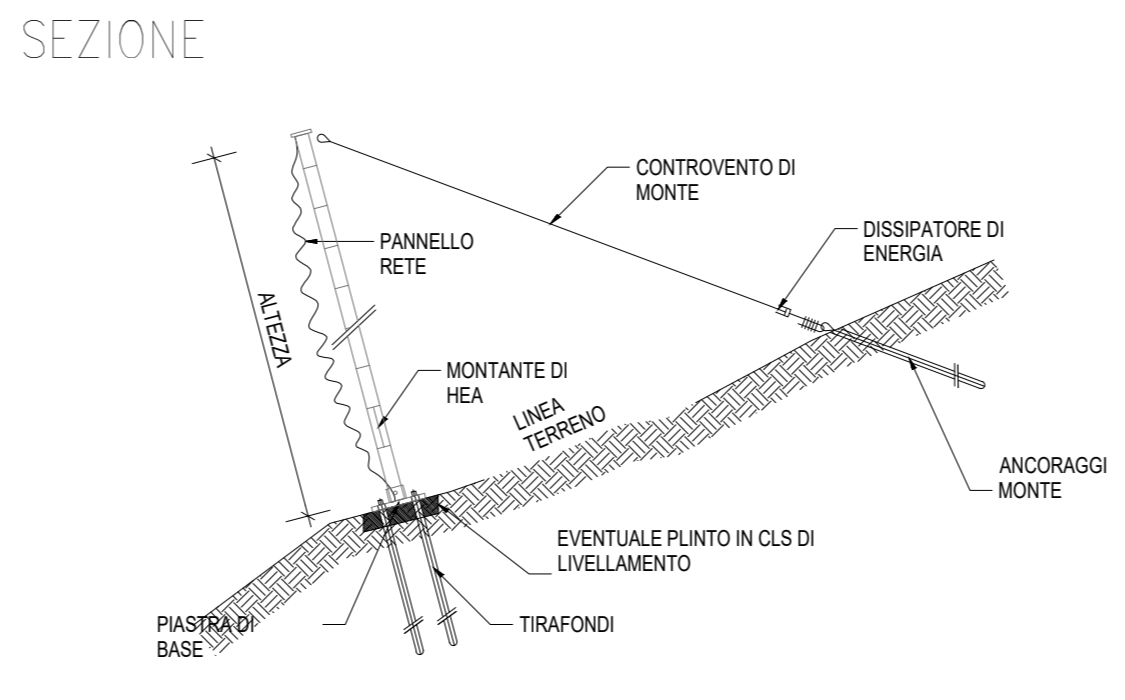 SEZIONE
CONTROVENTO DI
MONTE
DISSIPATORE DI
ENERGIA
PANNELLO
RETE
ALTEZZA
MONTANTE DI
HEA
LINEA
TERRENO
ANCORAGGI
MONTE
EVENTUALE PLINTO IN CLS DI
LIVELLAMENTO
PIASTRA DI
BASE
TIRAFONDI